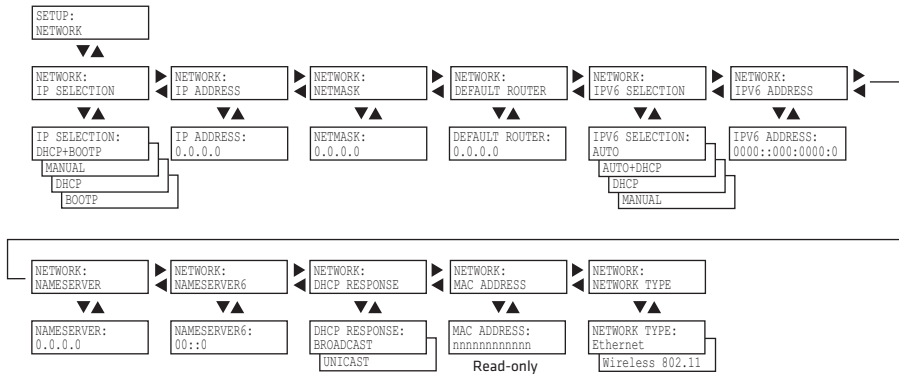 SETUP:
NETWORK
NETWORK:
IP SELECTION
NETWORK:
IP ADDRESS
NETWORK:
NETMASK
NETWORK:
DEFAULT ROUTER
NETWORK:
IPV6 SELECTION
NETWORK:
IPV6 ADDRESS
IP SELECTION:
DHCP+BOOTP
MANUAL
DHCP
BOOTP
IP ADDRESS:
0.0.0.0
NETMASK:
0.0.0.0
DEFAULT ROUTER:
0.0.0.0
IPV6 SELECTION:
AUTO
AUTO+DHCP
DHCP
MANUAL
IPV6 ADDRESS:
0000::000:0000:0
NETWORK:
NAMESERVER
NETWORK:
NAMESERVER6
NETWORK:
DHCP RESPONSE
NETWORK:
MAC ADDRESS
NETWORK:
NETWORK TYPE
NAMESERVER:
0.0.0.0
NAMESERVER6:
00::0
DHCP RESPONSE:
BROADCAST
UNICAST
MAC ADDRESS:
nnnnnnnnnnnn
Read-only
NETWORK TYPE:
Ethernet
Wireless 802.11